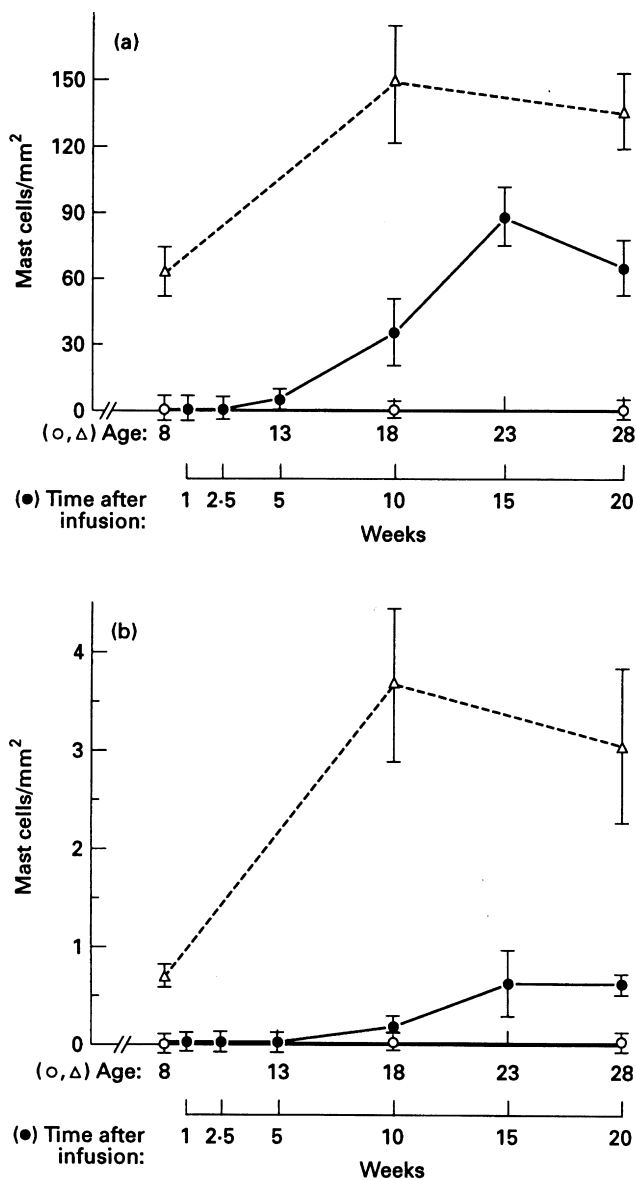 (a)
150
120
90
60
30
0
Mast cells/mm²
(○, △) Age: 8 13 18 23 28
(●) Time after
infusion: 1 2·5 5 10 15 20
Weeks
(b)
4
3
2
1
0
Mast cells/mm²
(○, △) Age: 8 13 18 23 28
(●) Time after
infusion: 1 2·5 5 10 15 20
Weeks